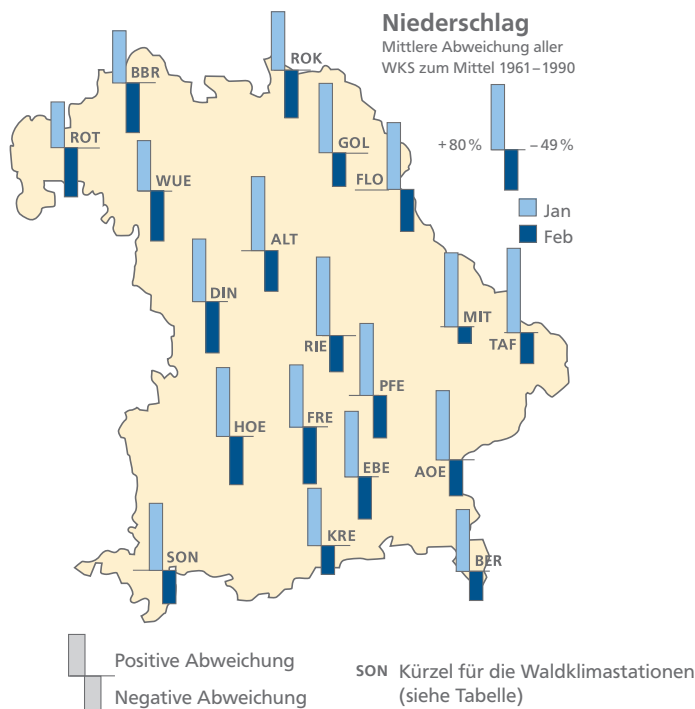 Niederschlag
Mittlere Abweichung aller
WKS zum Mittel 1961–1990
+80 %
–49 %
Jan
Feb
ROK
BBR
ROT
GOL
FLO
WUE
ALT
DIN
MIT
RIE
TAF
PFE
HOE
FRE
EBE
AOE
KRE
SON
BER
Positive Abweichung
Negative Abweichung
SON Kürzel für die Waldklimastationen
(siehe Tabelle)